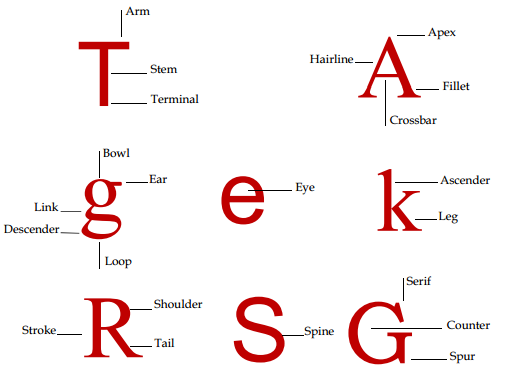 Arm
T
Stem
Terminal
Apex
Hairline
A
Fillet
Crossbar
Bowl
g
Ear
Link
Descender
Loop
e
Eye
k
Ascender
Leg
R
Shoulder
Stroke
Tail
S
Spine
Serif
G
Counter
Spur